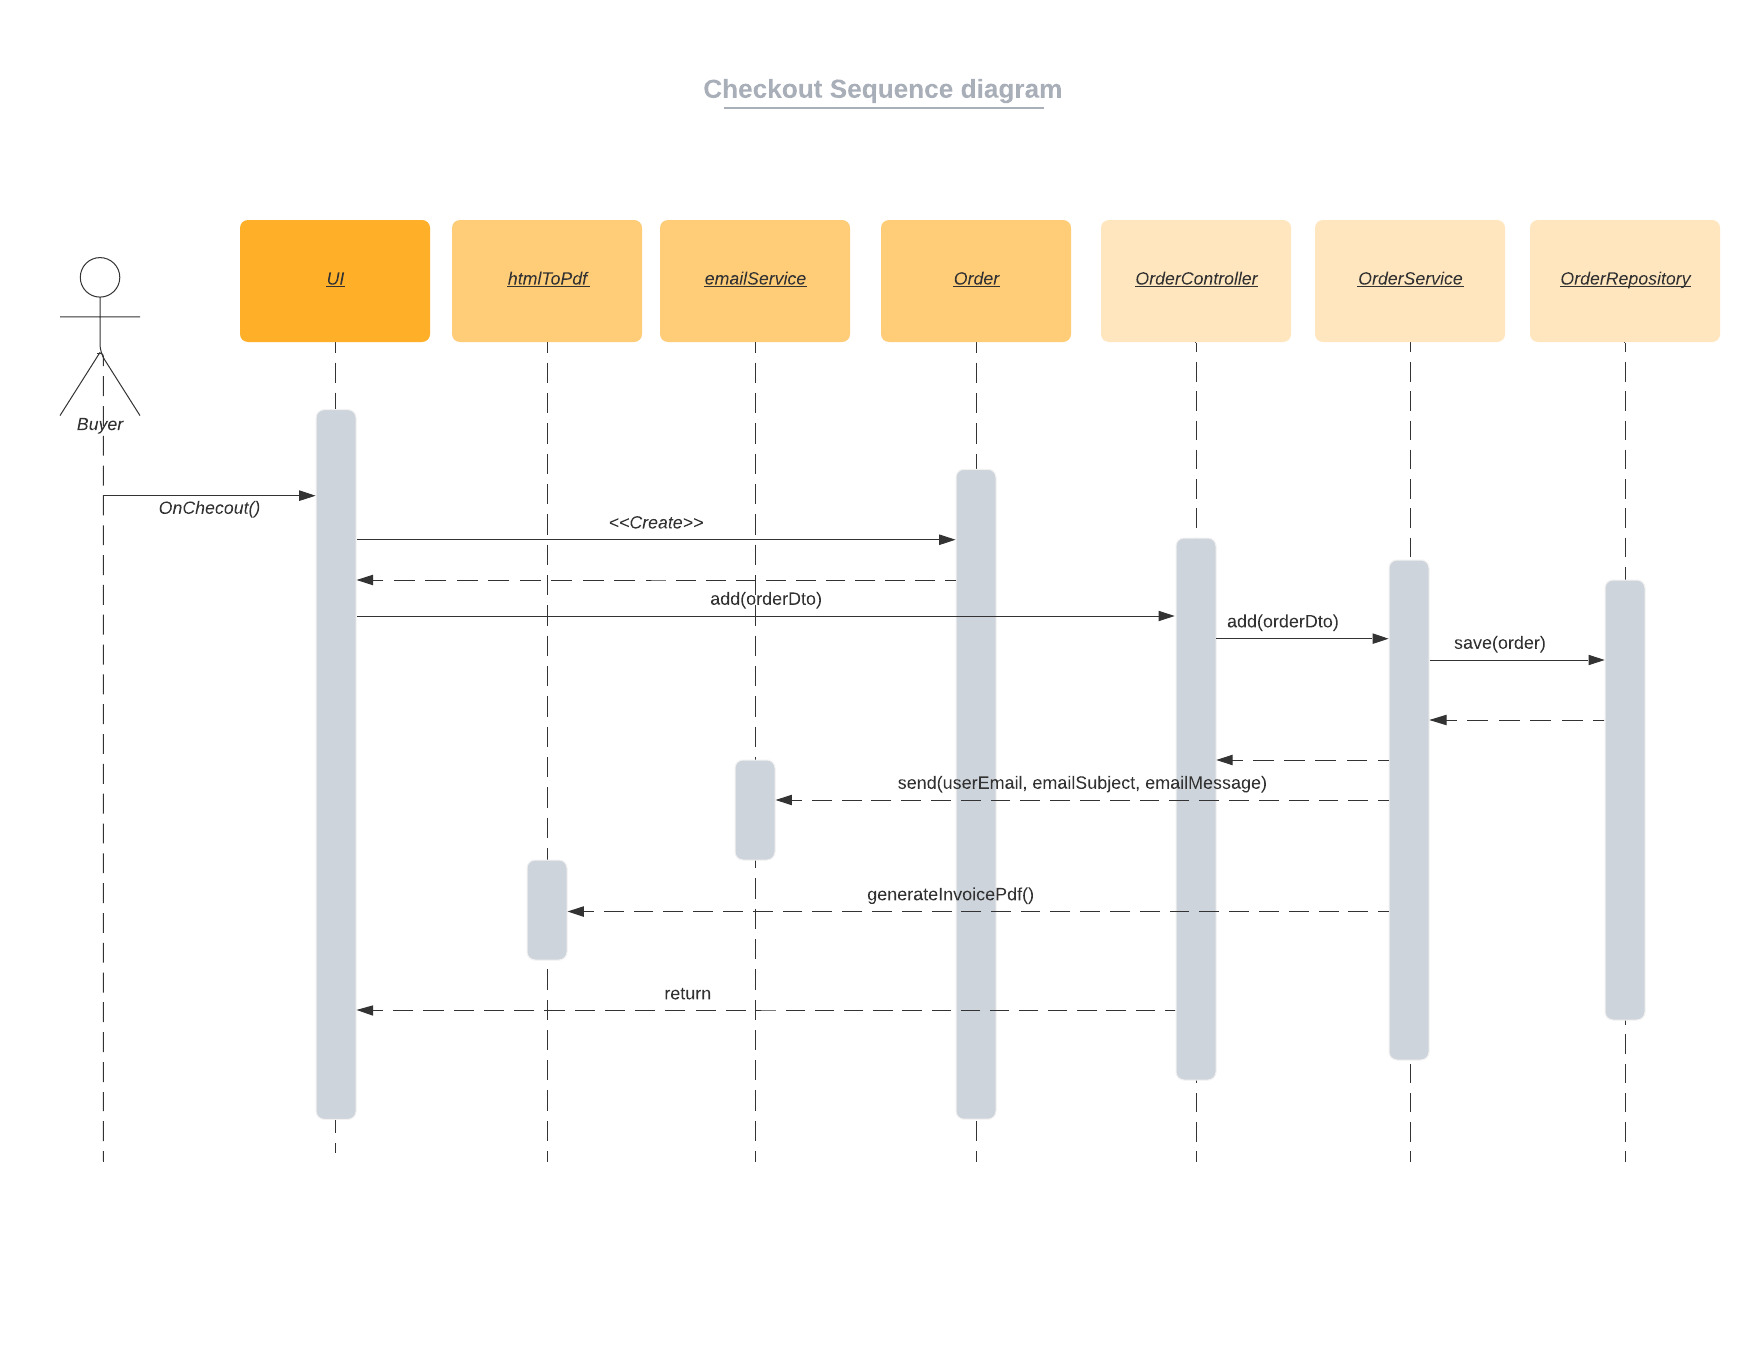 Checkout Sequence diagram
UI
htmlToPdf
emailService
Order
OrderController
OrderService
OrderRepository
Buyer
OnChecout()
<<Create>>
add(orderDto)
add(orderDto)
save(order)
send(userEmail, emailSubject, emailMessage)
generateInvoicePdf()
return